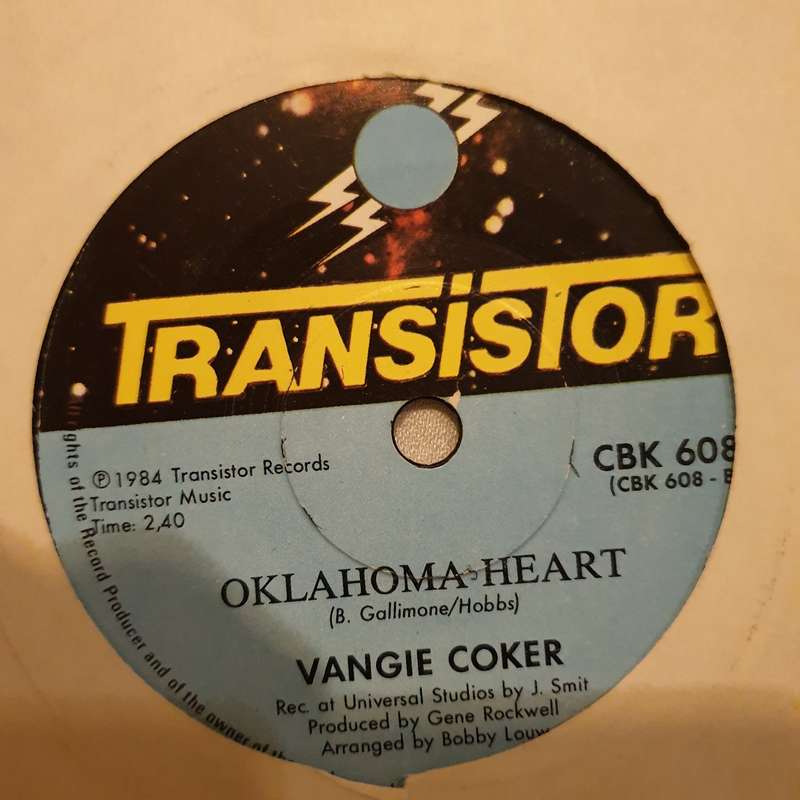 TRANSISTOR
℗1984 Transistor Records
Transistor Music
Time: 2,40
CBK 608
(CBK 608 -
OKLAHOMA HEART
(B. Gallimone/Hobbs)
VANGIE COKER
Rec. at Universal Studios by J. Smit
Produced by Gene Rockwell
Arranged by Bobby Louw
of the Record Producer and of the owner of the